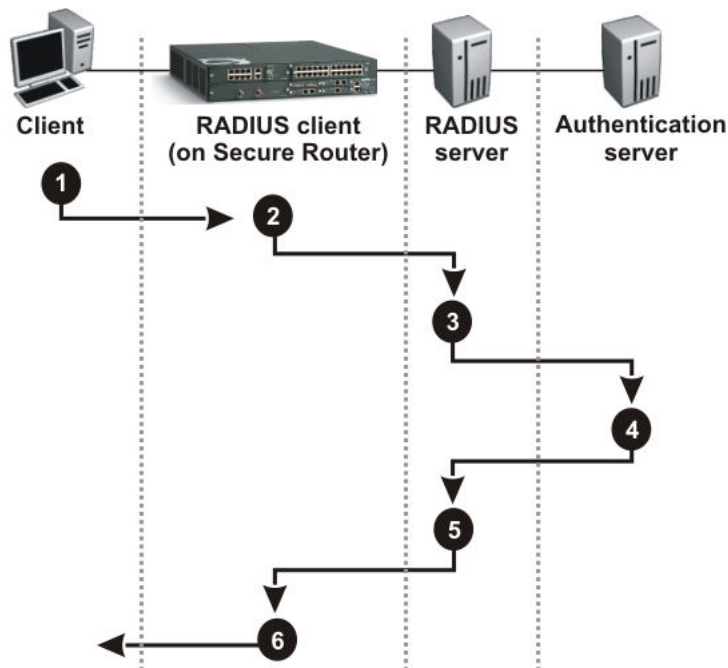 Client
RADIUS client
(on Secure Router)
RADIUS
server
Authentication
server
1
2
3
4
5
6